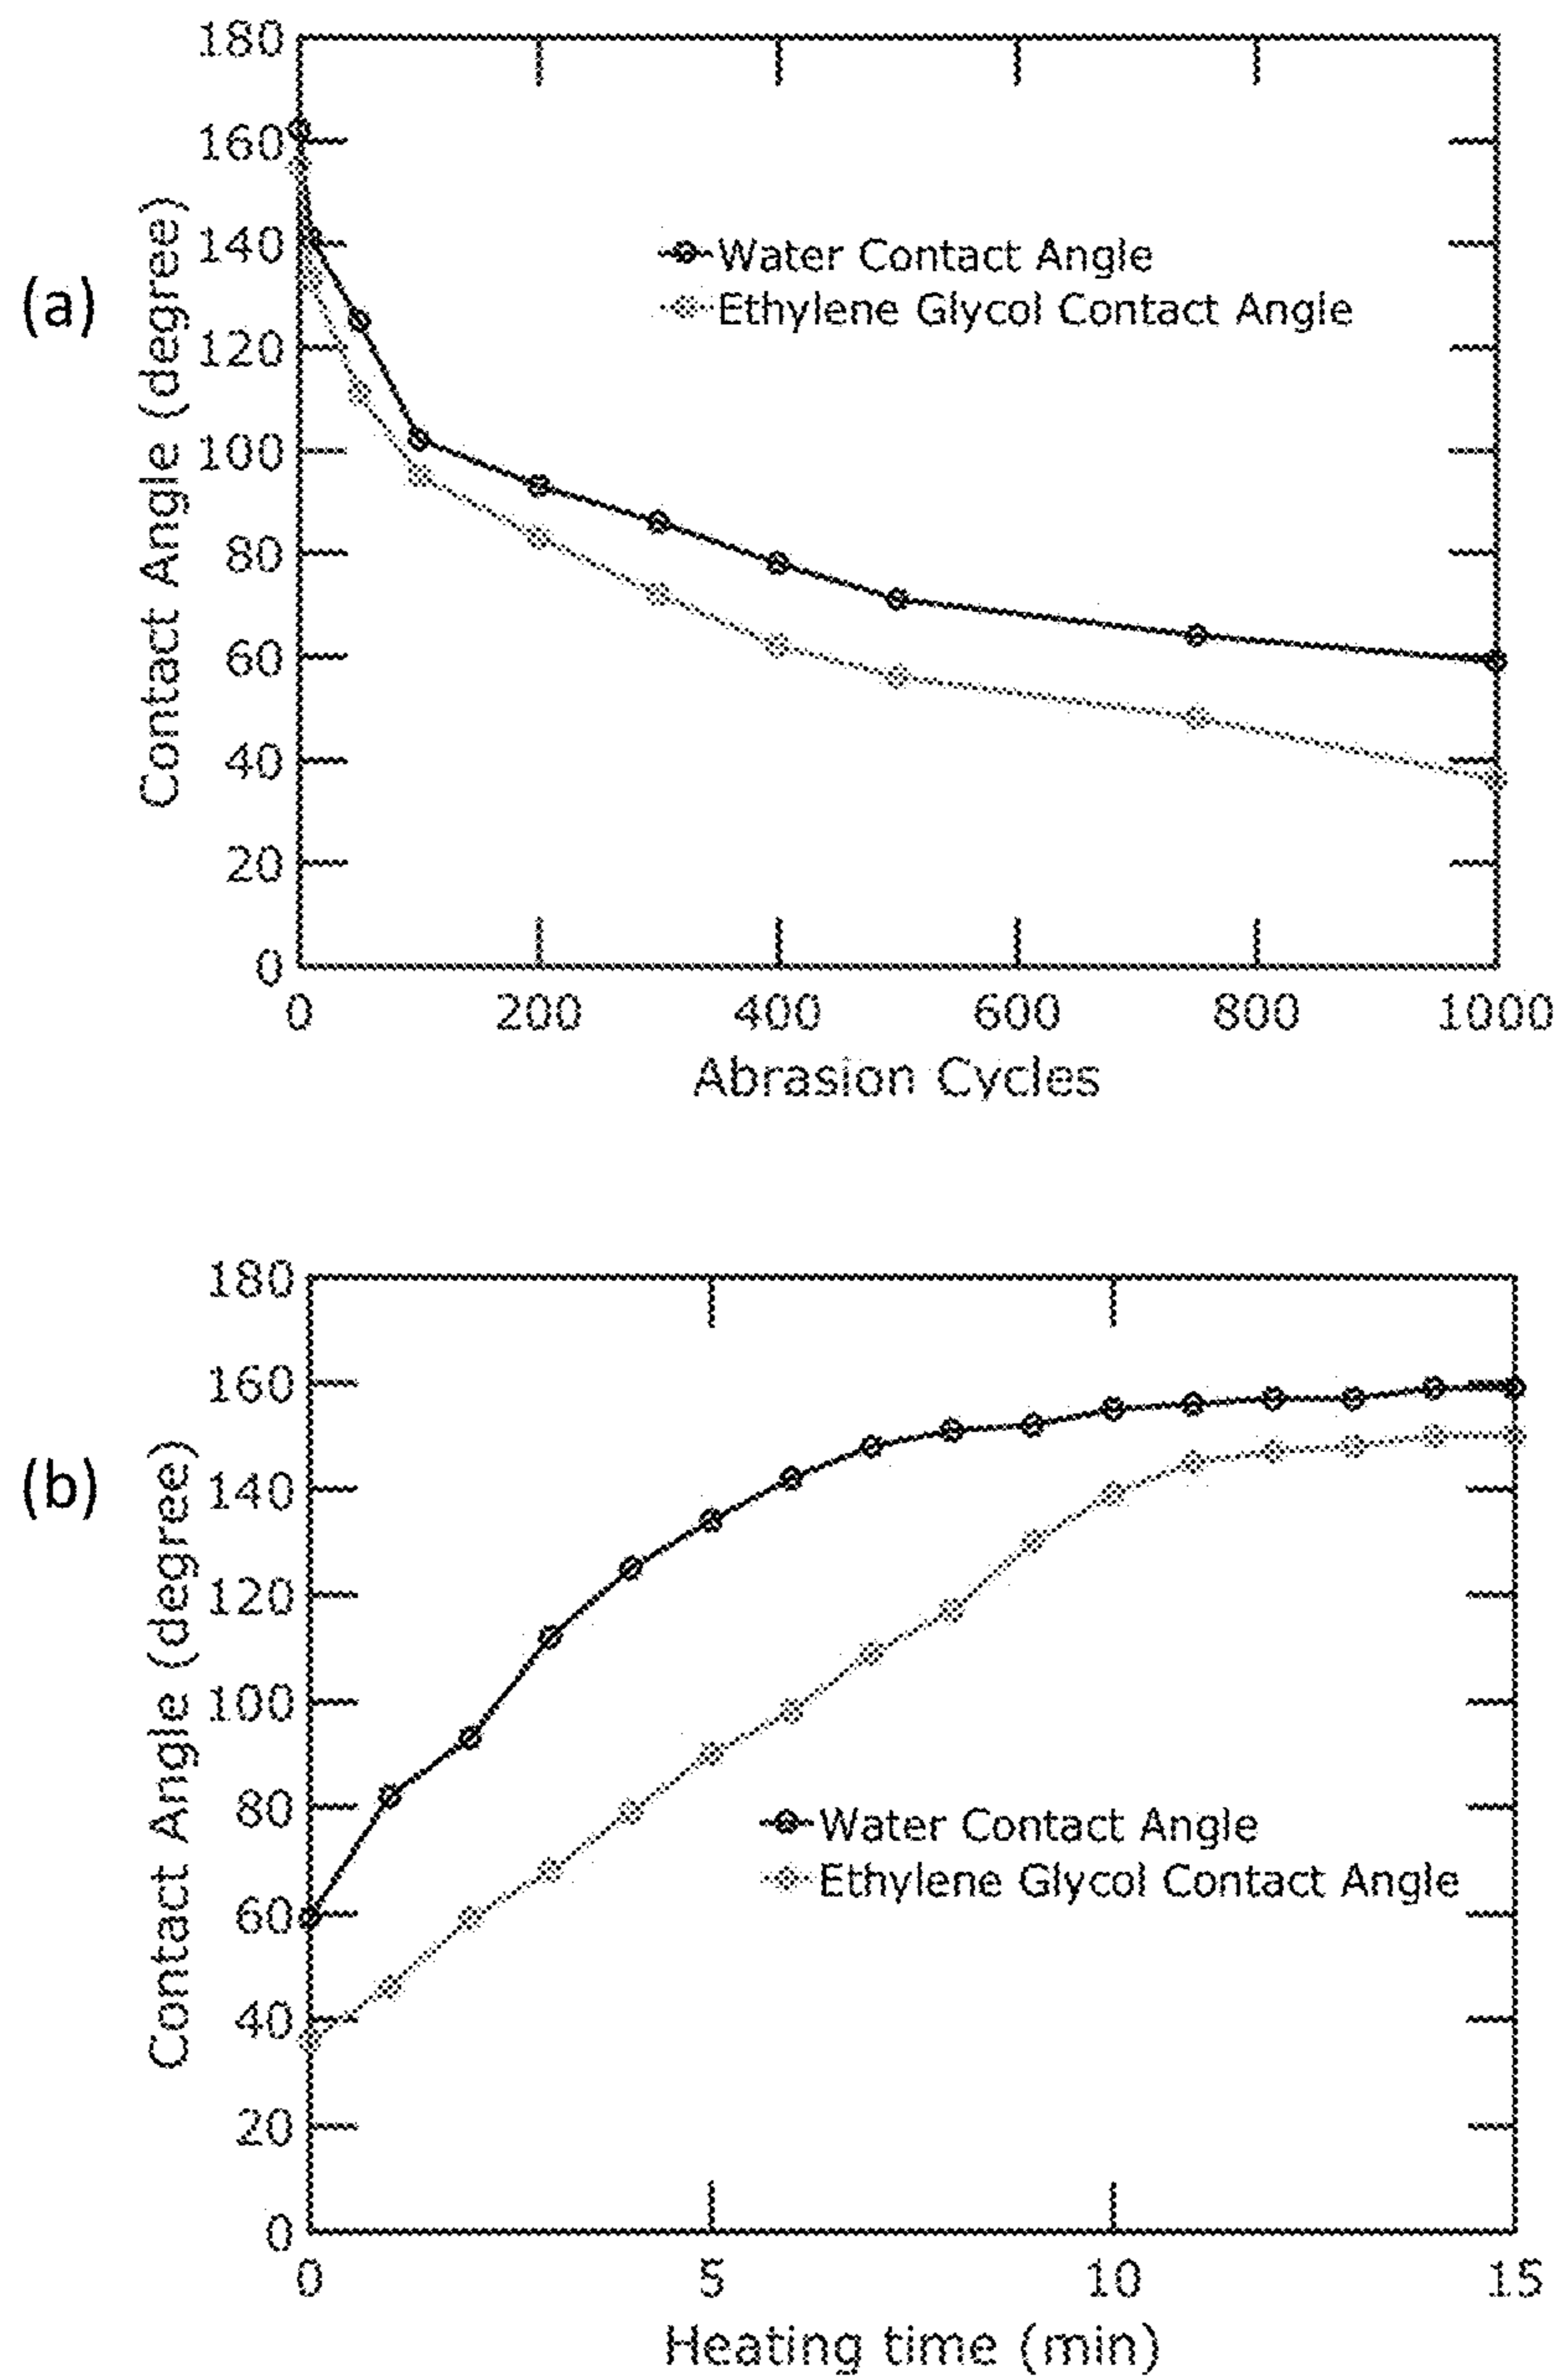 (a)
Contact Angle (degree)
180
160
140
120
100
80
60
40
20
0
Water Contact Angle
Ethylene Glycol Contact Angle
0 200 400 600 800 1000
Abrasion Cycles
(b)
Contact Angle (degree)
180
160
140
120
100
80
60
40
20
0
Water Contact Angle
Ethylene Glycol Contact Angle
0 5 10 15
Heating time (min)